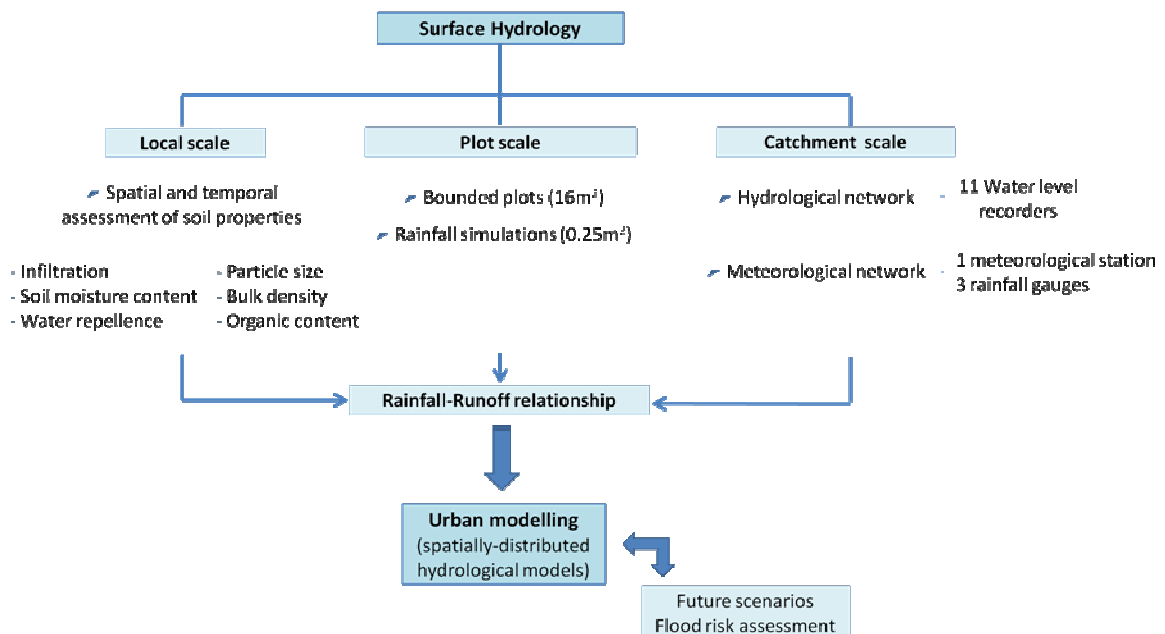 Surface Hydrology
Local scale
Spatial and temporal
assessment of soil properties
- Infiltration
- Soil moisture content
- Water repellence
- Particle size
- Bulk density
- Organic content
Plot scale
Bounded plots (16m²)
Rainfall simulations (0.25m²)
Catchment scale
Hydrological network
- 11 Water level
recorders
Meteorological network
- 1 meteorological station
3 rainfall gauges
Rainfall-Runoff relationship
Urban modelling
(spatially-distributed
hydrological models)
Future scenarios
Flood risk assessment